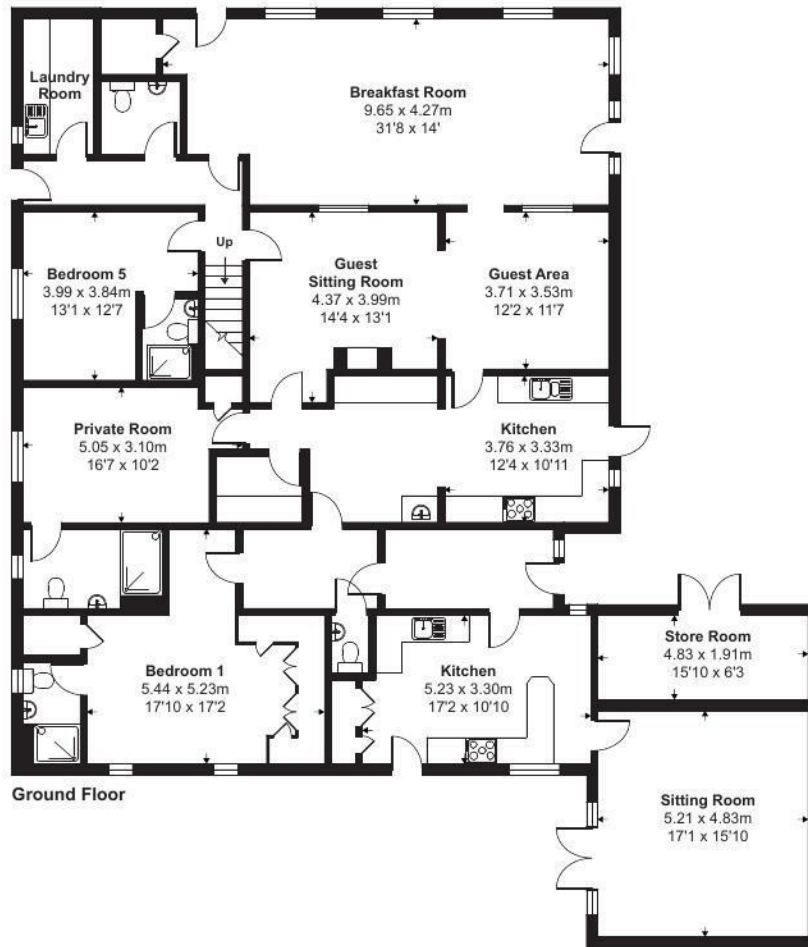 Laundry
Room
Breakfast Room
9.65 x 4.27m
31'8 x 14'
Up
Bedroom 5
3.99 x 3.84m
13'1 x 12'7
Guest
Sitting Room
4.37 x 3.99m
14'4 x 13'1
Guest Area
3.71 x 3.53m
12'2 x 11'7
Private Room
5.05 x 3.10m
16'7 x 10'2
Kitchen
3.76 x 3.33m
12'4 x 10'11
Bedroom 1
5.44 x 5.23m
17'10 x 17'2
Kitchen
5.23 x 3.30m
17'2 x 10'10
Store Room
4.83 x 1.91m
15'10 x 6'3
Sitting Room
5.21 x 4.83m
17'1 x 15'10
Ground Floor